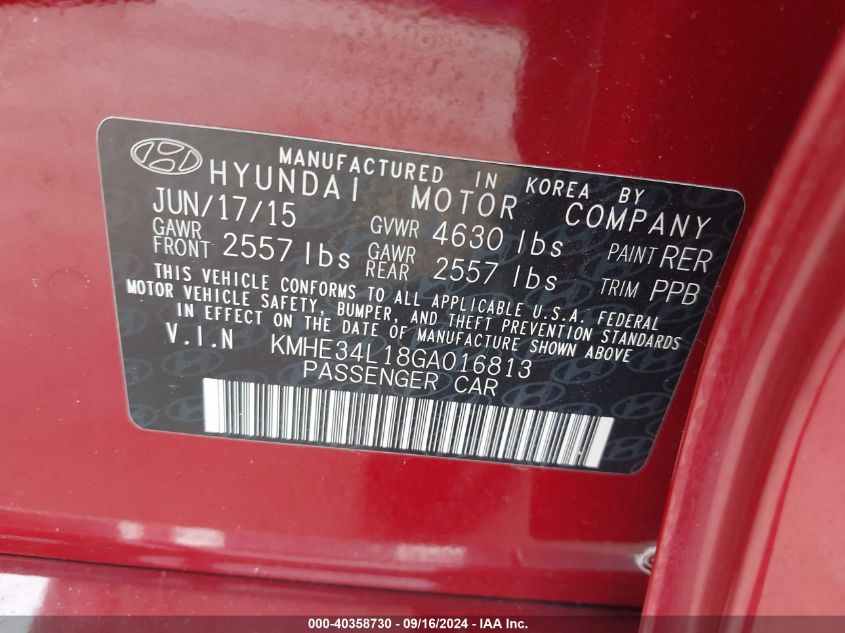 MANUFACTURED IN KOREA BY
HYUNDAI MOTOR COMPANY
JUN/17/15 GVWR 4630 lbs PAINT RER
GAWR FRONT 2557 lbs GAWR REAR 2557 lbs TRIM PPB
THIS VEHICLE CONFORMS TO ALL APPLICABLE U.S.A. FEDERAL
MOTOR VEHICLE SAFETY, BUMPER, AND THEFT PREVENTION STANDARDS
IN EFFECT ON THE DATE OF MANUFACTURE SHOWN ABOVE
V.I.N KMHE34L18GA016813
PASSENGER CAR
000-40358730 - 09/16/2024 - IAA Inc.